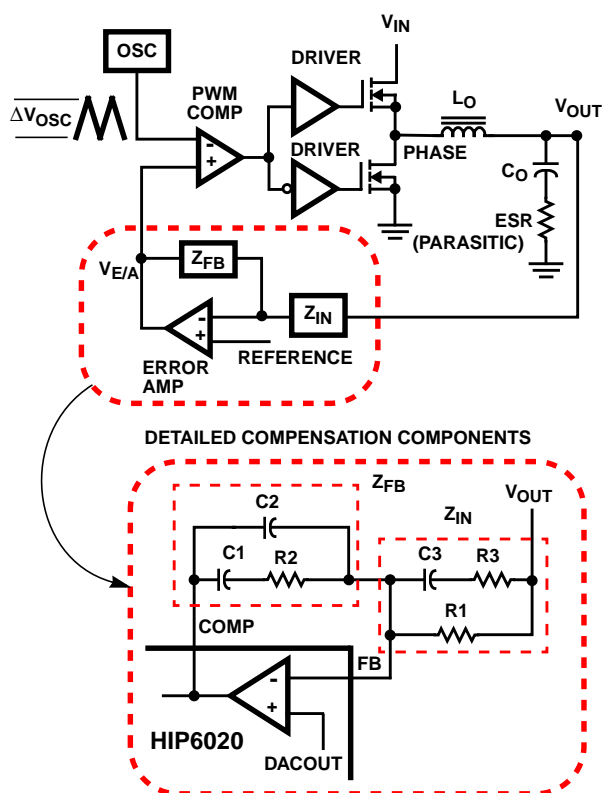 OSC
V_IN
DRIVER
ΔV_OSC
PWM
COMP
L_O
V_OUT
-
+
DRIVER
PHASE
C_O
ESR
(PARASITIC)
V_E/A
Z_FB
Z_IN
-
+
REFERENCE
ERROR
AMP
DETAILED COMPENSATION COMPONENTS
Z_FB
V_OUT
C2
Z_IN
C1
R2
C3
R3
R1
COMP
FB
-
+
HIP6020
DACOUT